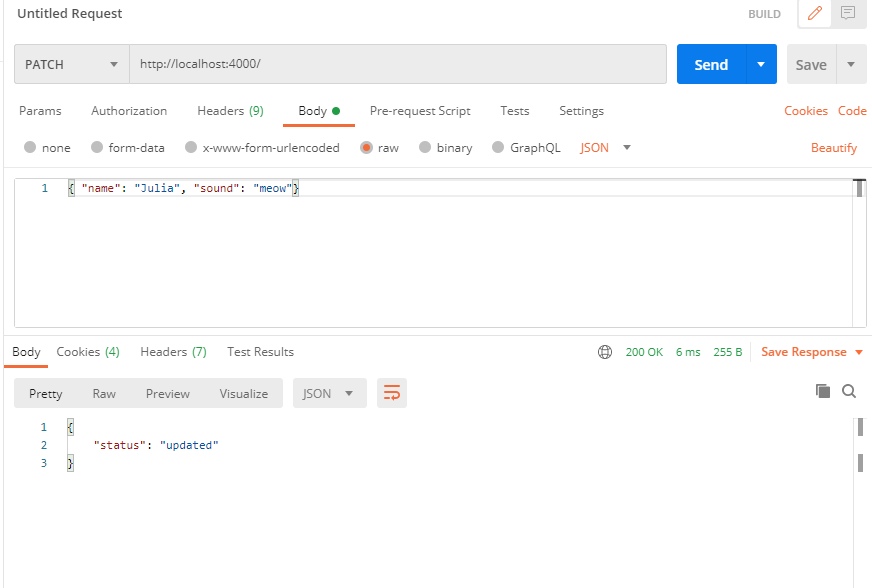 Untitled Request BUILD
PATCH http://localhost:4000/ Send Save
Params Authorization Headers (9) Body Pre-request Script Tests Settings Cookies Code
none form-data x-www-form-urlencoded raw binary GraphQL JSON Beautify
1 { "name": "Julia", "sound": "meow"}
Body Cookies (4) Headers (7) Test Results 200 OK 6 ms 255 B Save Response
Pretty Raw Preview Visualize JSON
1 {
2 "status": "updated"
3 }